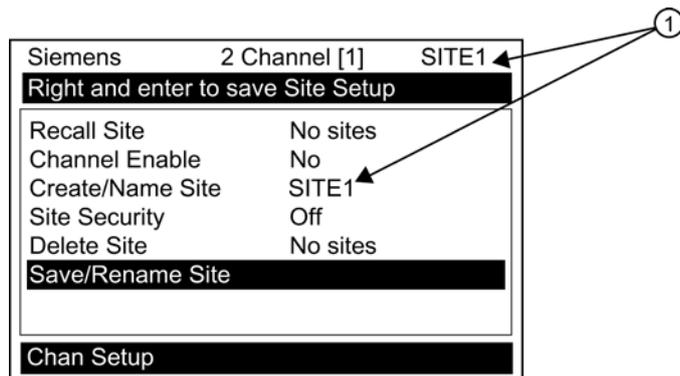 1
Siemens 2 Channel [1] SITE1
Right and enter to save Site Setup
Recall Site No sites
Channel Enable No
Create/Name Site SITE1
Site Security Off
Delete Site No sites
Save/Rename Site
Chan Setup